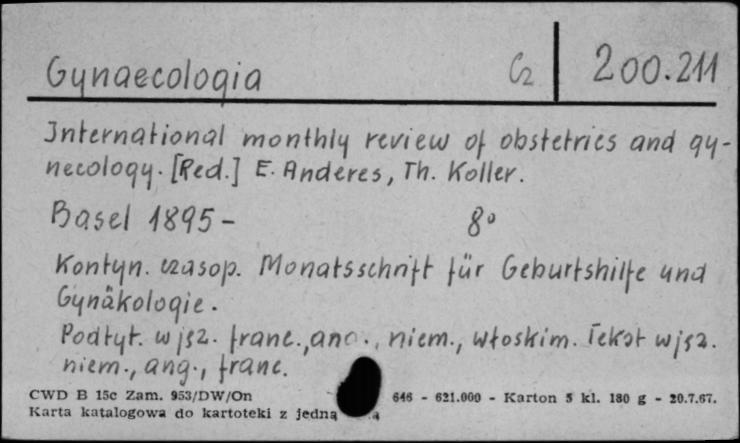 Gynaecologia Cz 200.211
International monthly review of obstetrics and gy-
necology. [Red.] E. Anderes, Th. Koller.
Basel 1895- 8°
Kontyn. czasop. Monatsschrift für Geburtshilfe und
Gynäkologie.
Podtyt. w jęz. franc., ang., niem., włoskim. Tekst w jęz.
niem., ang., franc.
CWD B 15c Zam. 953/DW/On 646 - 621.000 - Karton 5 kl. 180 g - 20.7.67.
Karta katalogowa do kartoteki z jedną